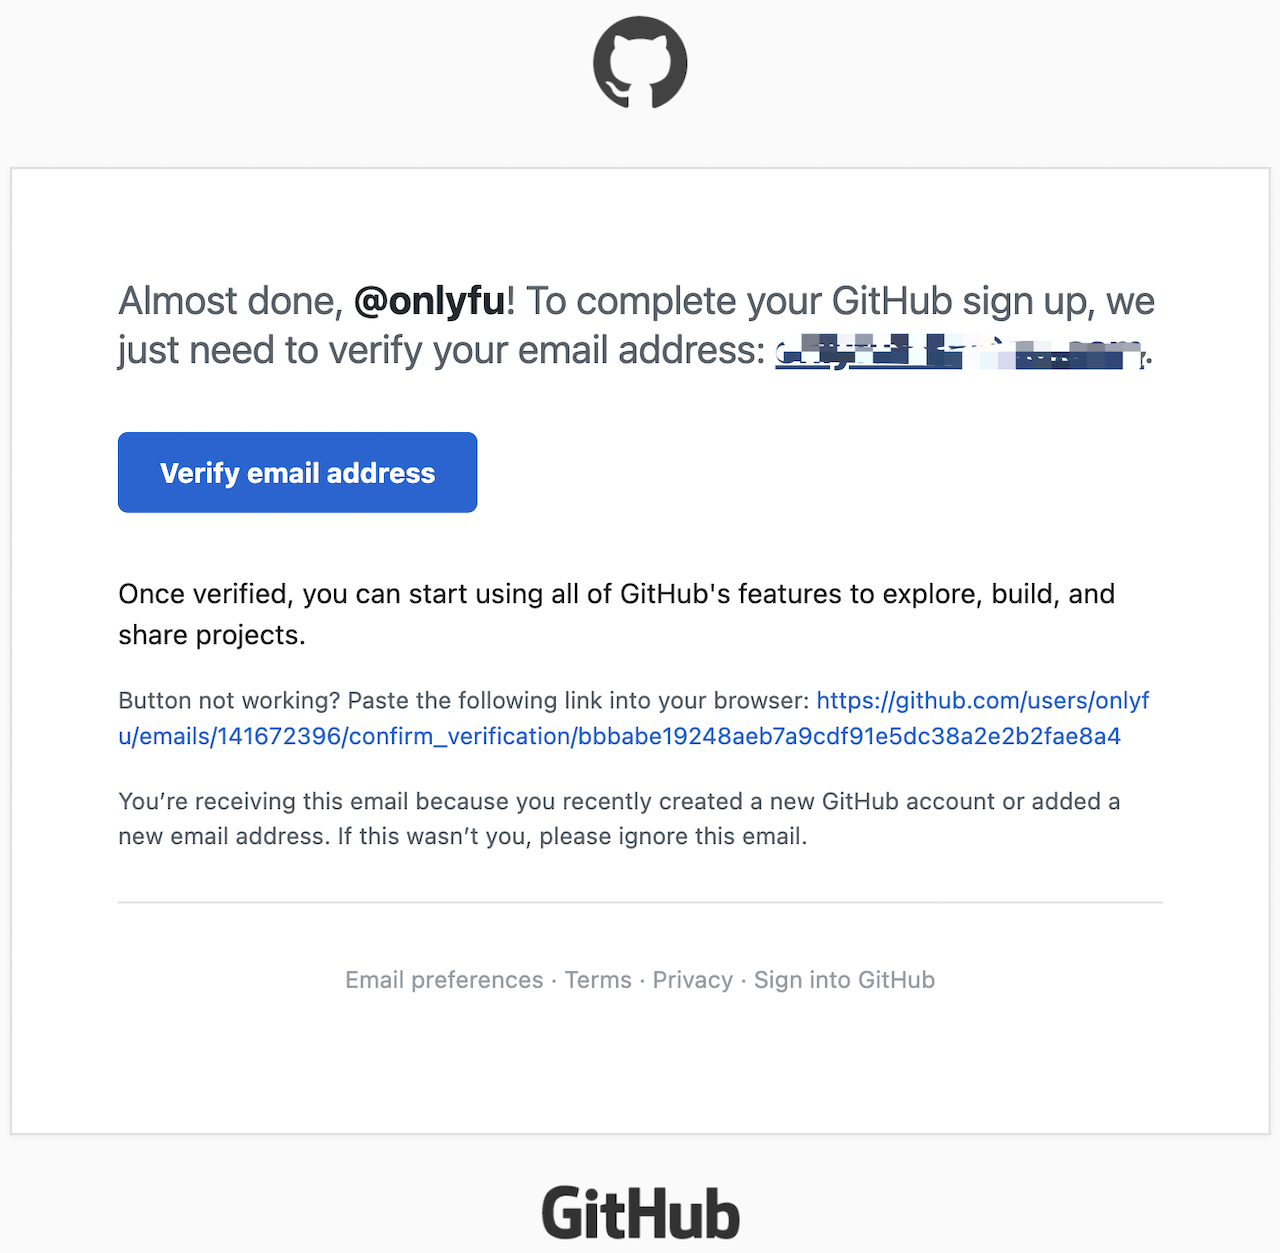 Almost done, @onlyfu! To complete your GitHub sign up, we
just need to verify your email address:
Verify email address
Once verified, you can start using all of GitHub's features to explore, build, and
share projects.
Button not working? Paste the following link into your browser: https://github.com/users/onlyf
u/emails/141672396/confirm_verification/bbbabe19248aeb7a9cdf91e5dc38a2e2b2fae8a4
You’re receiving this email because you recently created a new GitHub account or added a
new email address. If this wasn’t you, please ignore this email.
Email preferences · Terms · Privacy · Sign into GitHub
GitHub